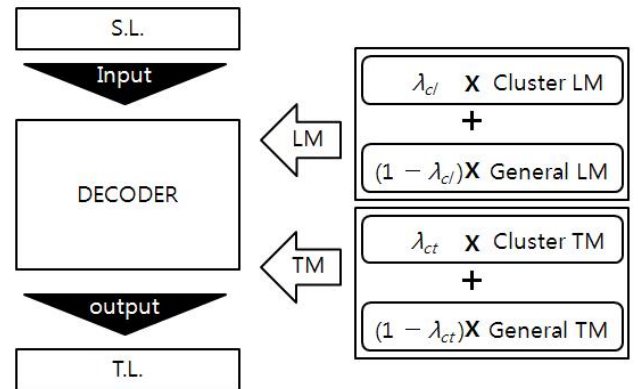 S.L.
Input
DECODER
output
T.L.
LM
TM
λcl X Cluster LM
+
(1 − λcl)X General LM
λct X Cluster TM
+
(1 − λct)X General TM